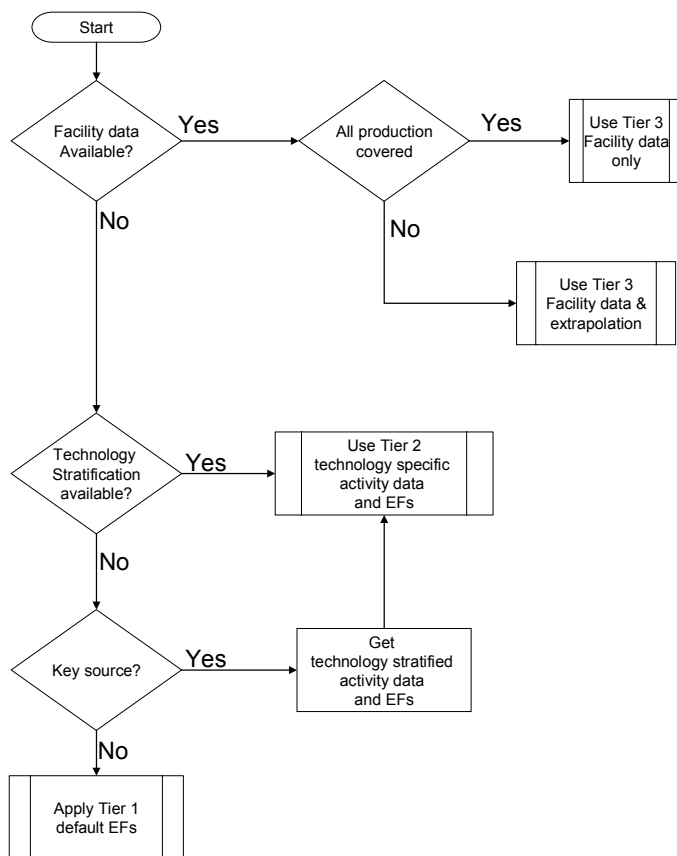 Start
Facility data
Available?
Yes
All production
covered
Yes
Use Tier 3
Facility data
only
No
No
Use Tier 3
Facility data &
extrapolation
Technology
Stratification
available?
Yes
Use Tier 2
technology specific
activity data
and EFs
No
Key source?
Yes
Get
technology stratified
activity data
and EFs
No
Apply Tier 1
default EFs